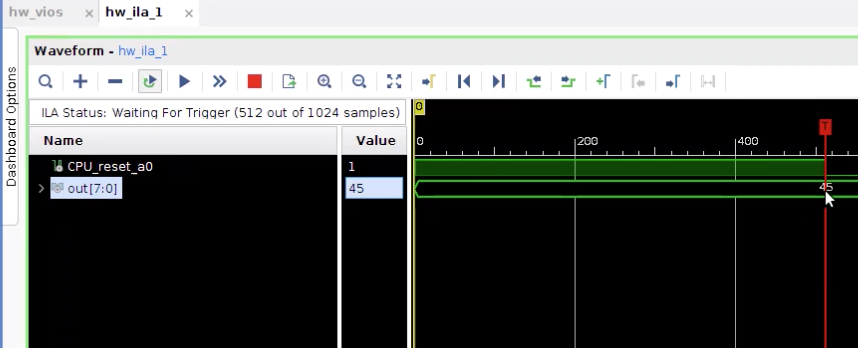 hw_vios × hw_ila_1 ×
Dashboard Options
Waveform - hw_ila_1
ILA Status: Waiting For Trigger (512 out of 1024 samples)
Name Value
CPU_reset_a0 1
out[7:0] 45
0
T
0 200 400
45